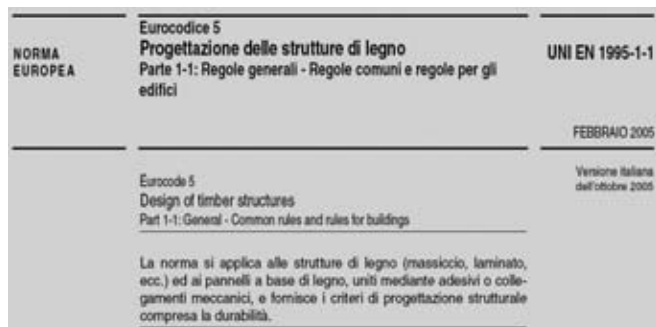 NORMA
EUROPEA
Eurocodice 5
Progettazione delle strutture di legno
Parte 1-1: Regole generali - Regole comuni e regole per gli
edifici
UNI EN 1995-1-1
FEBBRAIO 2005
Eurocode 5
Design of timber structures
Part 1-1: General - Common rules and rules for buildings
Versione italiana
dell'ottobre 2005
La norma si applica alle strutture di legno (massiccio, laminato,
ecc.) ed ai pannelli a base di legno, uniti mediante adesivi o colle-
gamenti meccanici, e fornisce i criteri di progettazione strutturale
compresa la durabilità.